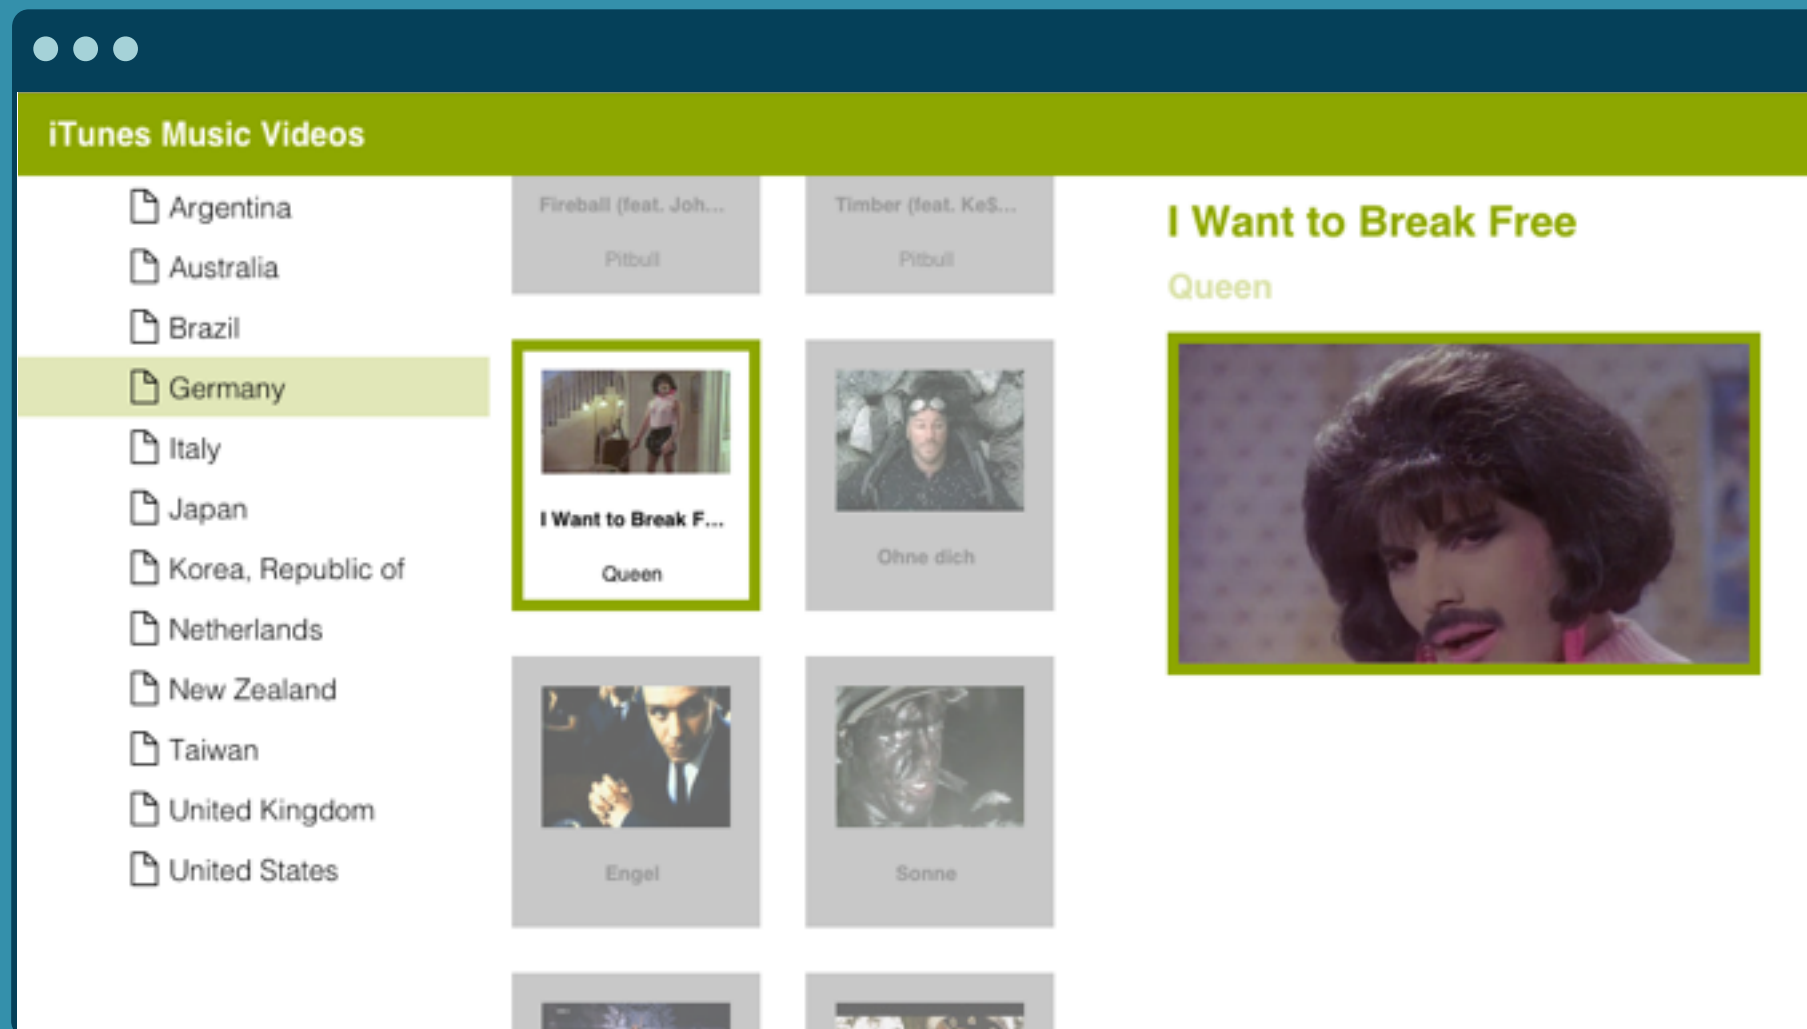 iTunes Music Videos
Argentina
Australia
Brazil
Germany
Italy
Japan
Korea, Republic of
Netherlands
New Zealand
Taiwan
United Kingdom
United States
Fireball (feat. Joh...
Pitbull
Timber (feat. Ke$...
Pitbull
I Want to Break F...
Queen
Ohne dich
Engel
Sonne
I Want to Break Free
Queen